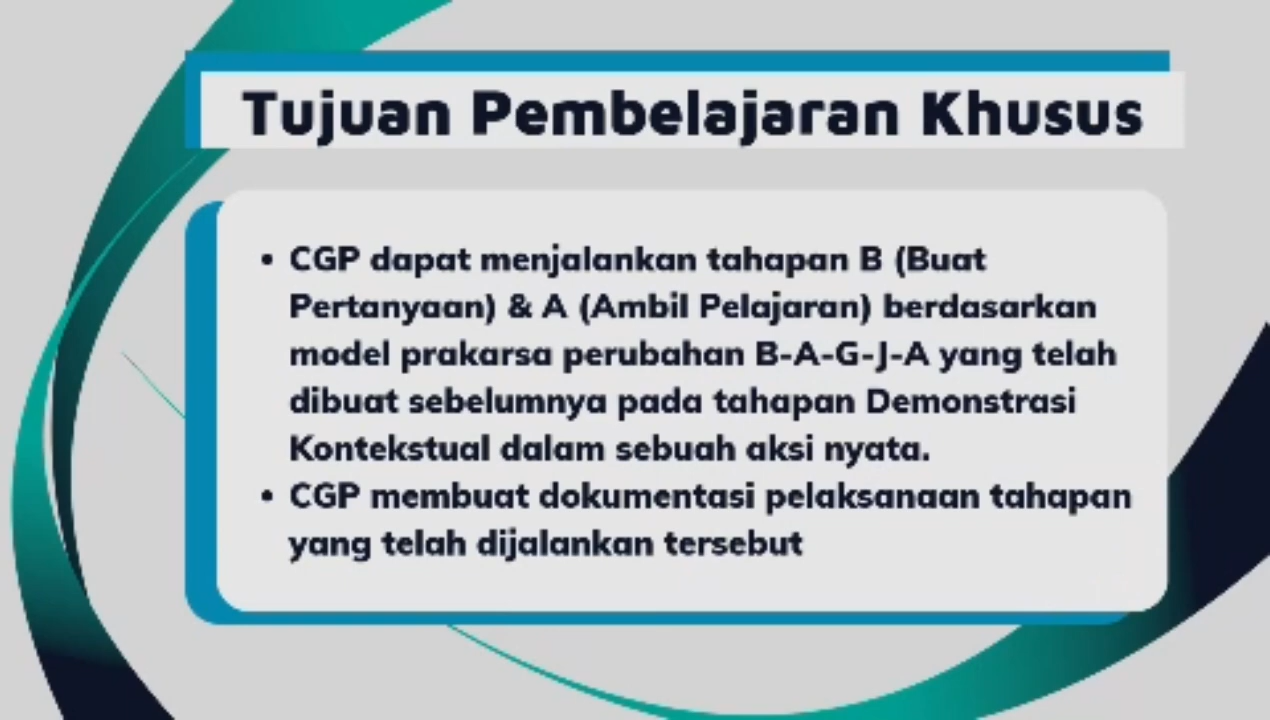 Tujuan Pembelajaran Khusus
• CGP dapat menjalankan tahapan B (Buat
Pertanyaan) & A (Ambil Pelajaran) berdasarkan
model prakarsa perubahan B-A-G-J-A yang telah
dibuat sebelumnya pada tahapan Demonstrasi
Kontekstual dalam sebuah aksi nyata.
• CGP membuat dokumentasi pelaksanaan tahapan
yang telah dijalankan tersebut